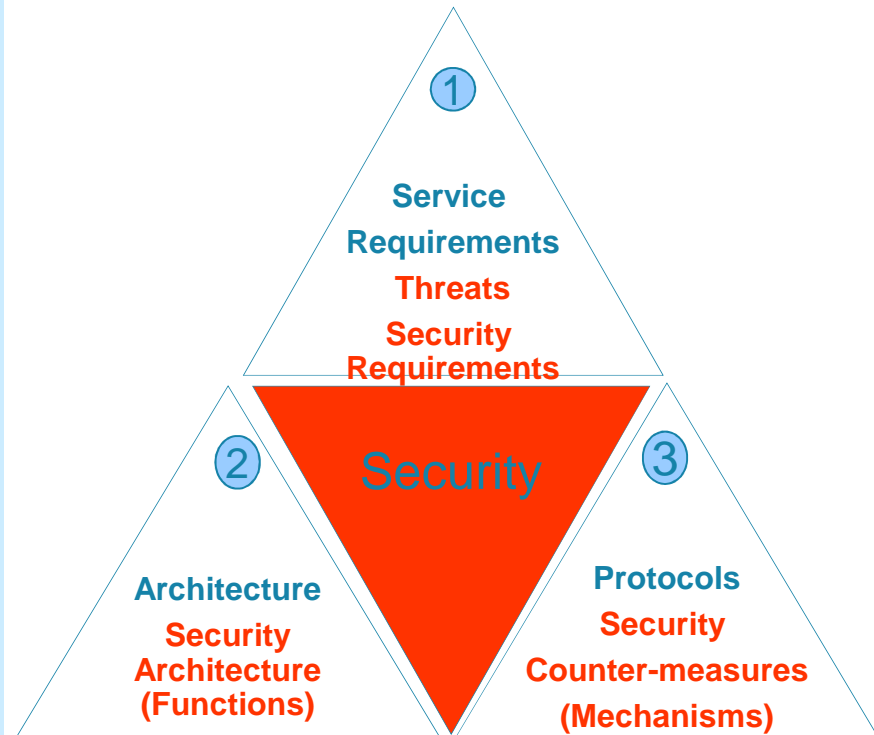 1
Service
Requirements
Threats
Security
Requirements
Security
2
Architecture
Security
Architecture
(Functions)
3
Protocols
Security
Counter-measures
(Mechanisms)